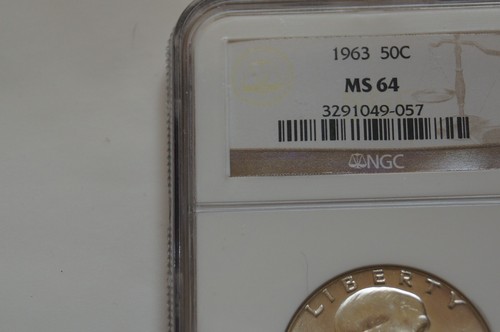 1963 50C
MS 64
3291049-057
NGC
LIBERTY